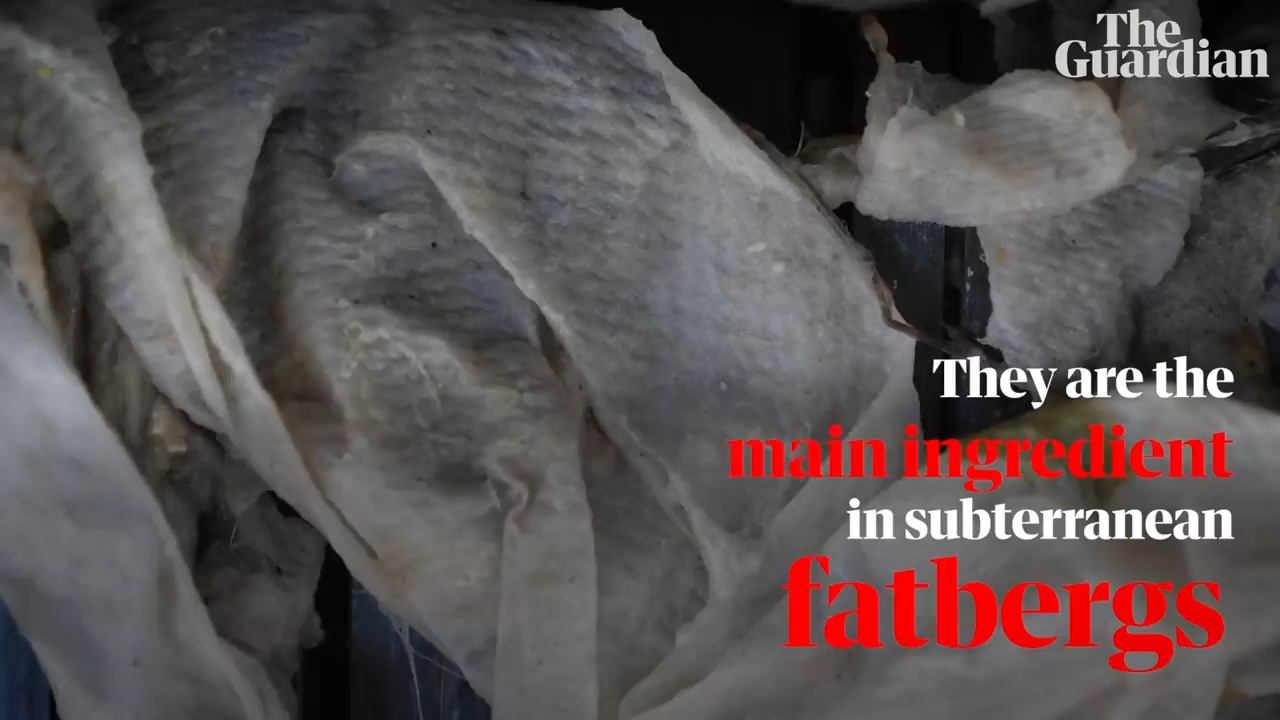 The
Guardian
They are the
main ingredient
in subterranean
fatbergs